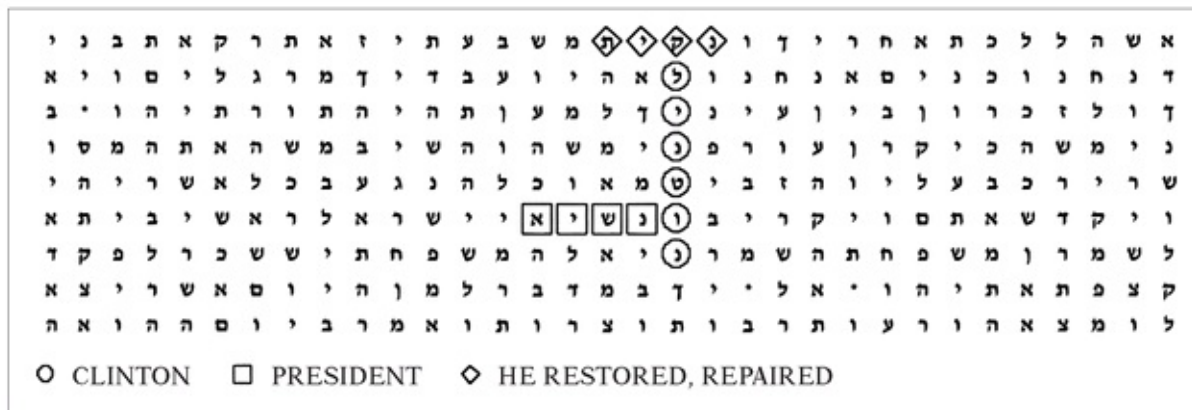 א ש ה ל ל כ ת א ח ר י ך ו נ ק י ת מ ש ב ע ת י ז א ת ר ק א ת ב נ י
ד נ ח נ ו כ נ י ם א נ ח נ ו ל א ה י ו ע ב ד י ך מ ר ג ל י ם ו י א
ך ו ל ז כ ר ו ן ב י ן ע י נ י ך ל מ ע ן ת ה י ה ת ו ר ת י ה ו · ב
נ י מ ש ה כ י ק ר ן ע ו ר פ נ י מ ש ה ו ה ש י ב מ ש ה א ת ה מ ס ו
ש ר י ר כ ב ע ל י ו ה ז ב י ט מ א ו כ ל ה נ ג ע ב כ ל א ש ר י ה י
ו י ק ד ש א ת ם ו י ק ר י ב ו נ ש י א י י ש ר א ל ר א ש י ב י ת א
ל ש מ ר ן מ ש פ ח ת ה ש מ ר נ י א ל ה מ ש פ ח ת י ש ש כ ר ל פ ק ד
ק צ פ ת א ת י ה ו · א ל · י ך ב מ ד ב ר ל מ ן ה י ו ם א ש ר י צ א
ל ו מ צ א ה ו ר ע ו ת ר ב ו ת ו צ ר ו ת ו א מ ר ב י ו ם ה ה ו א ה
CLINTON PRESIDENT HE RESTORED, REPAIRED